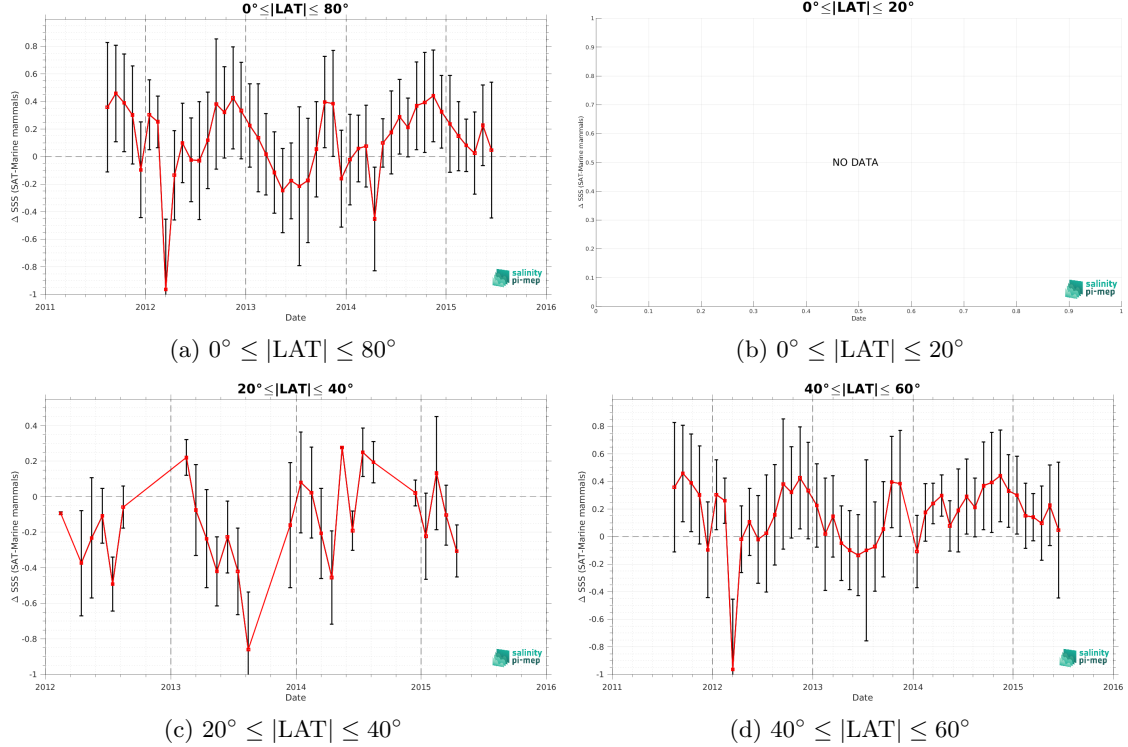 0°≤|LAT|≤ 80°
Δ SSS (SAT-Marine mammals)
0.8
0.6
0.4
0.2
0
-0.2
-0.4
-0.6
-0.8
-1
2011 2012 2013 2014 2015 2016
Date
salinity
pi-mep
(a) 0° ≤ |LAT| ≤ 80°
0°≤|LAT|≤ 20°
Δ SSS (SAT-Marine mammals)
1
0.9
0.8
0.7
0.6
0.5
0.4
0.3
0.2
0.1
0
NO DATA
0 0.1 0.2 0.3 0.4 0.5 0.6 0.7 0.8 0.9 1
Date
salinity
pi-mep
(b) 0° ≤ |LAT| ≤ 20°
20°≤|LAT|≤ 40°
Δ SSS (SAT-Marine mammals)
0.4
0.2
0
-0.2
-0.4
-0.6
-0.8
-1
2012 2013 2014 2015 2016
Date
salinity
pi-mep
(c) 20° ≤ |LAT| ≤ 40°
40°≤|LAT|≤ 60°
Δ SSS (SAT-Marine mammals)
0.8
0.6
0.4
0.2
0
-0.2
-0.4
-0.6
-0.8
-1
2011 2012 2013 2014 2015 2016
Date
salinity
pi-mep
(d) 40° ≤ |LAT| ≤ 60°